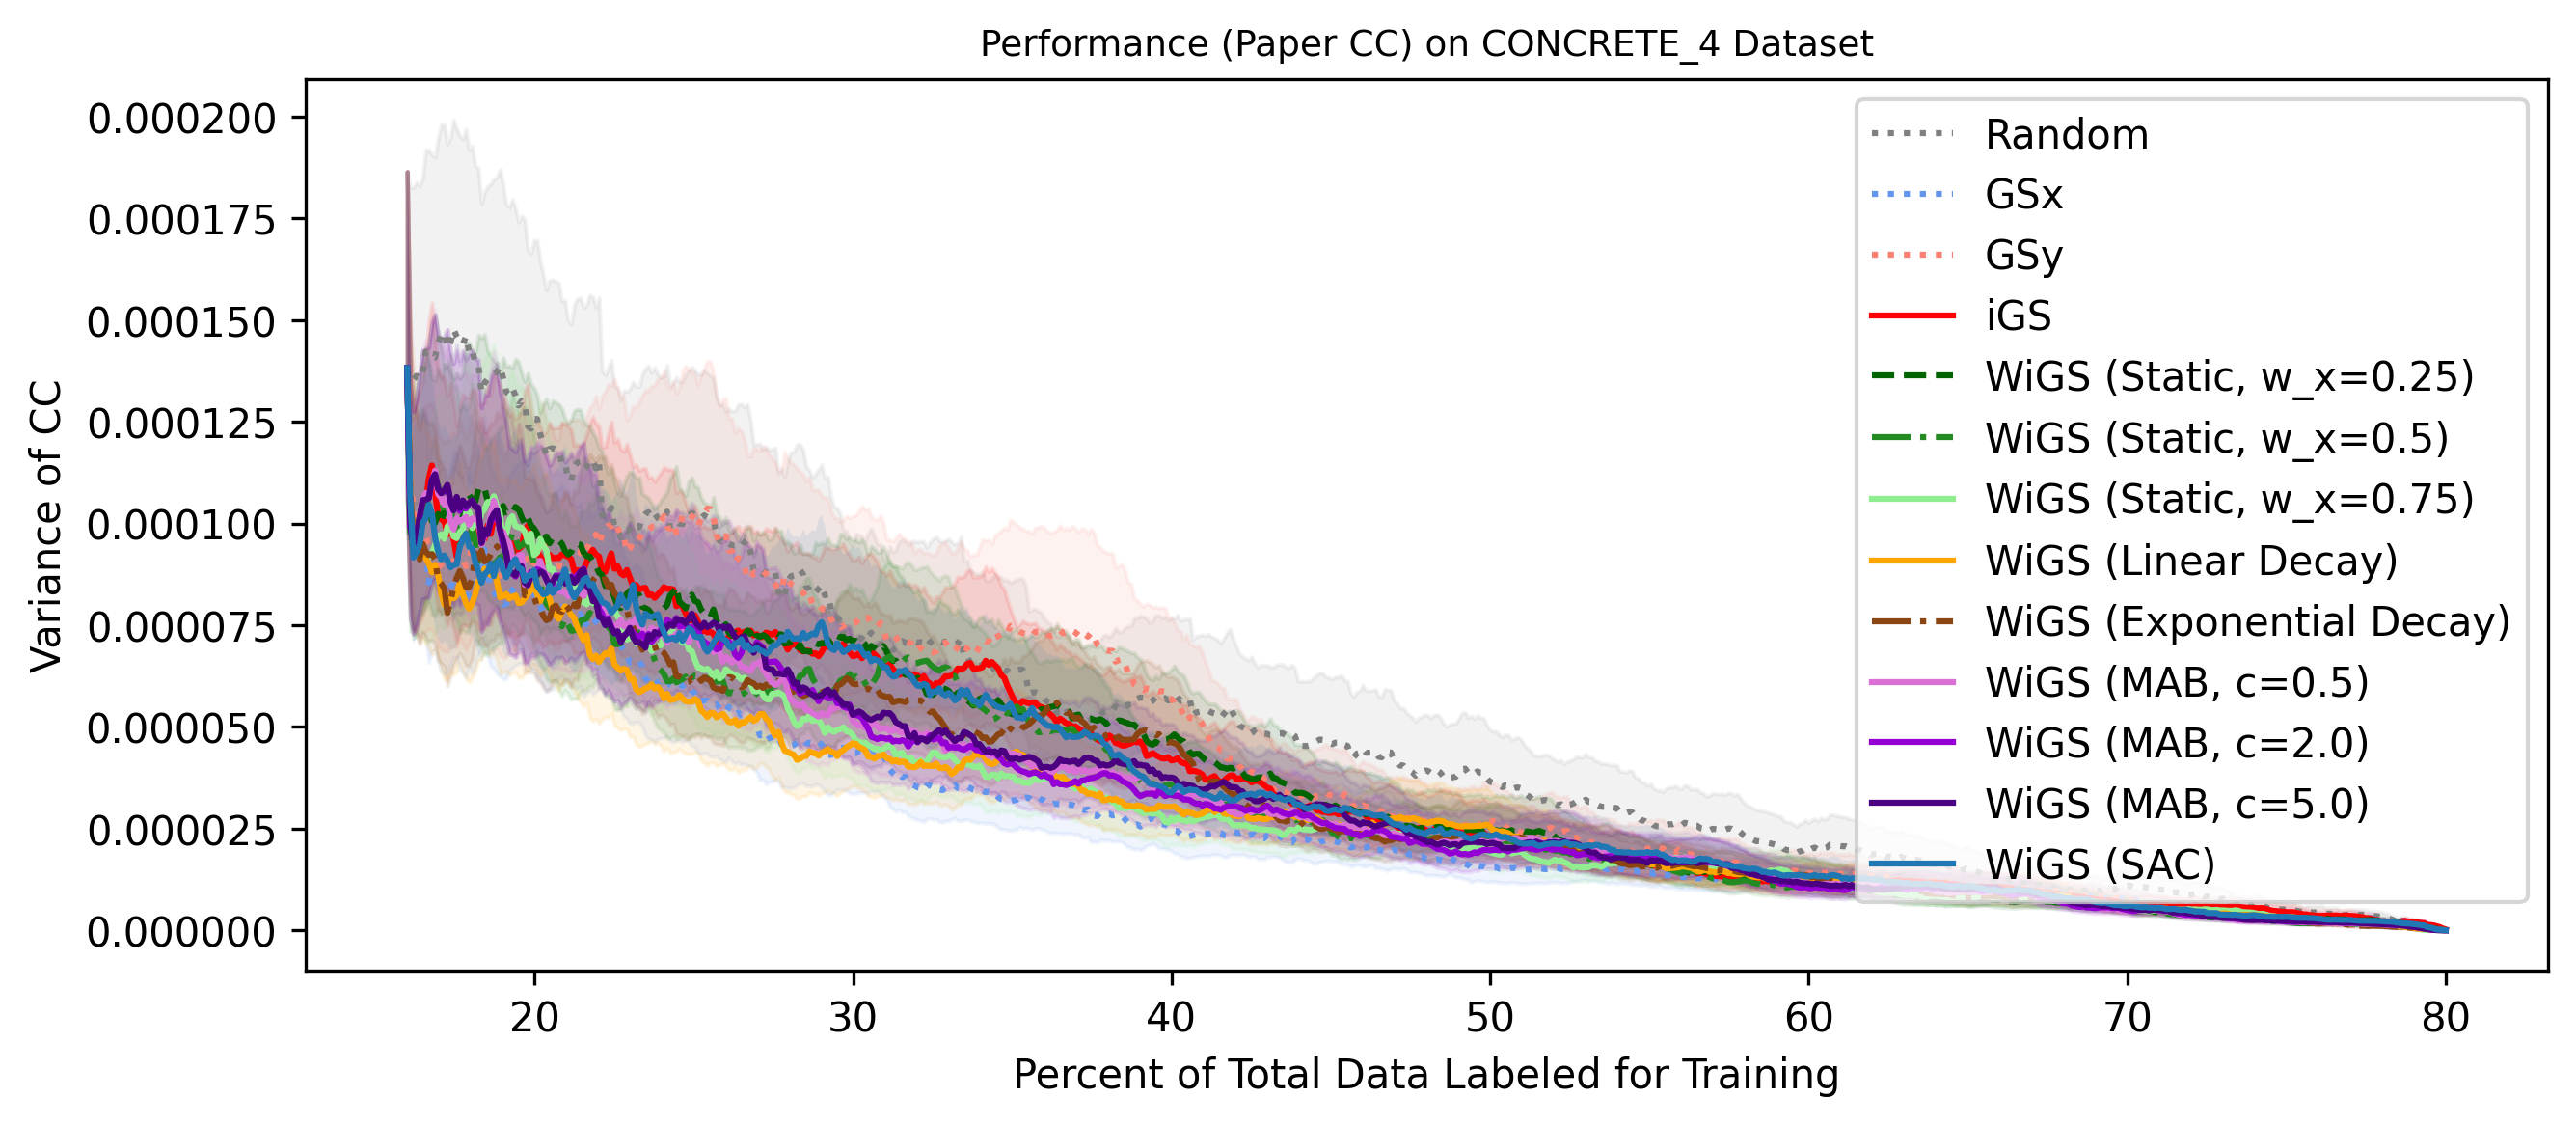 Performance (Paper CC) on CONCRETE_4 Dataset
Variance of CC
0.000200
0.000175
0.000150
0.000125
0.000100
0.000075
0.000050
0.000025
0.000000
20 30 40 50 60 70 80
Percent of Total Data Labeled for Training
Random
GSx
GSy
iGS
WiGS (Static, w_x=0.25)
WiGS (Static, w_x=0.5)
WiGS (Static, w_x=0.75)
WiGS (Linear Decay)
WiGS (Exponential Decay)
WiGS (MAB, c=0.5)
WiGS (MAB, c=2.0)
WiGS (MAB, c=5.0)
WiGS (SAC)